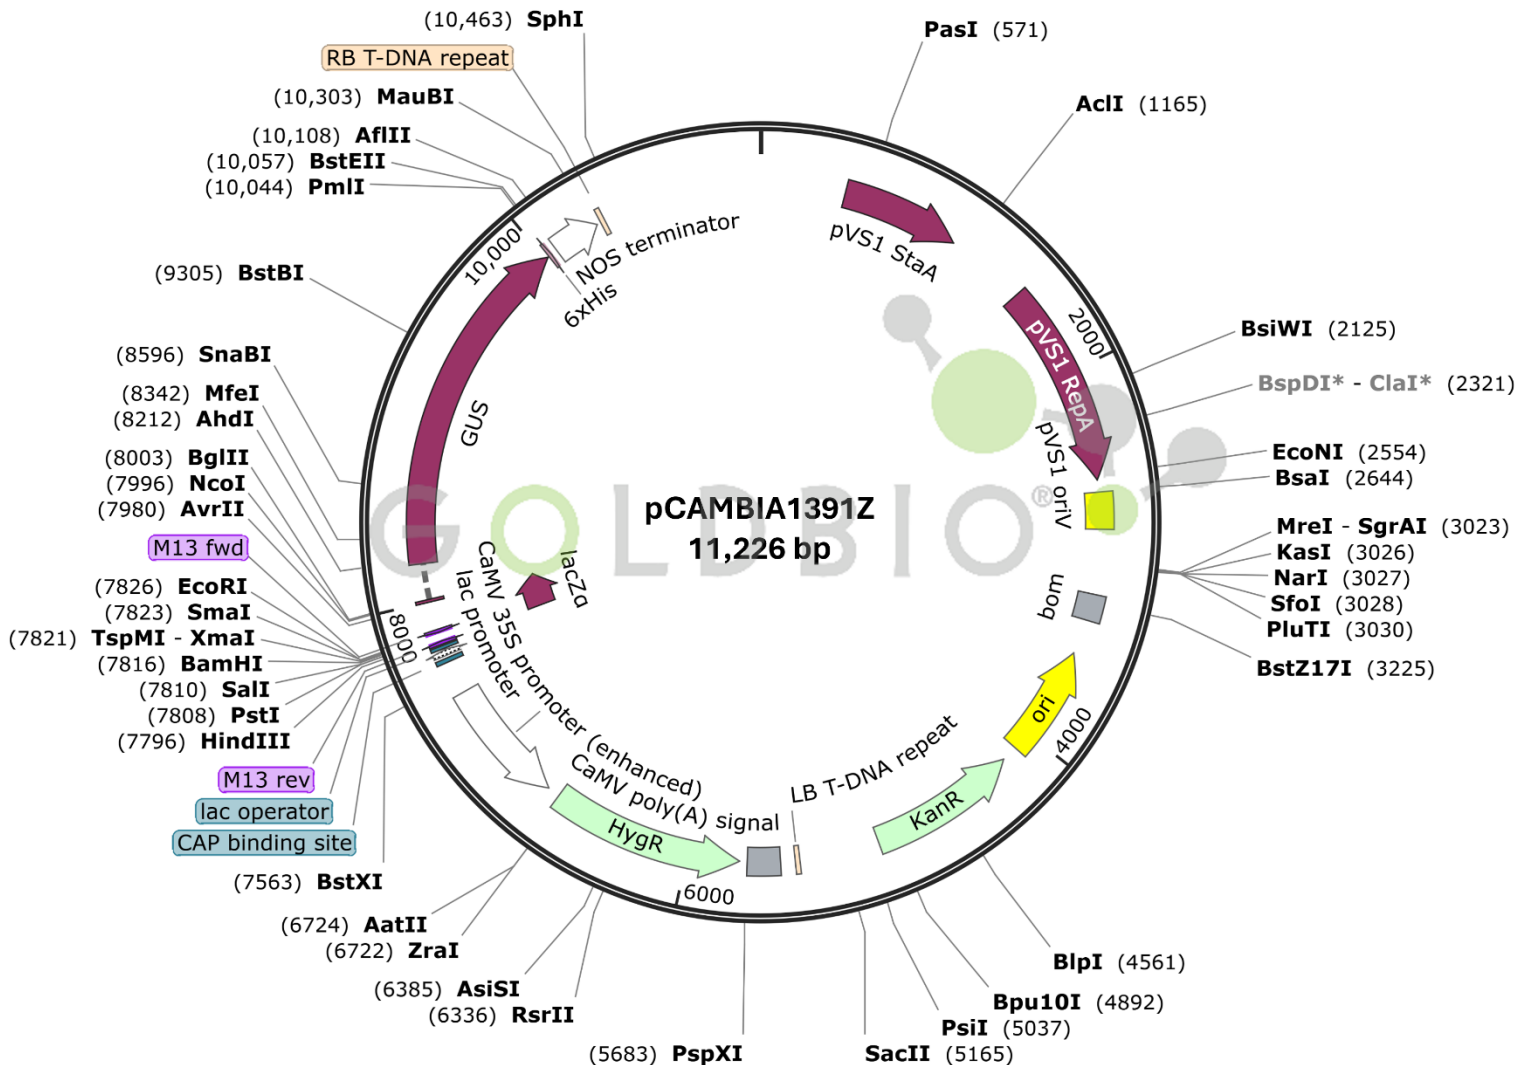 (10,463) SphI
RB T-DNA repeat
(10,303) MauBI
(10,108) AflII
(10,057) BstEII
(10,044) PmlI
(9305) BstBI
(8596) SnaBI
(8342) MfeI
(8212) AhdI
(8003) BglII
(7996) NcoI
(7980) AvrII
M13 fwd
(7826) EcoRI
(7823) SmaI
(7821) TspMI - XmaI
(7816) BamHI
(7810) SalI
(7808) PstI
(7796) HindIII
M13 rev
lac operator
CAP binding site
(7563) BstXI
(6724) AatII
(6722) ZraI
(6385) AsiSI
(6336) RsrII
(5683) PspXI
PasI (571)
AclI (1165)
BsiWI (2125)
BspDI* - ClaI* (2321)
EcoNI (2554)
BsaI (2644)
MreI - SgrAI (3023)
KasI (3026)
NarI (3027)
SfoI (3028)
PluTI (3030)
BstZ17I (3225)
BlpI (4561)
Bpu10I (4892)
PsiI (5037)
SacII (5165)
pVS1 StaA
2000
pVS1 RepA
pVS1 oriV
bom
ori
4000
KanR
LB T-DNA repeat
CaMV poly(A) signal
6000
HygR
CaMV 35S promoter (enhanced)
lac promoter
lacZα
8000
GUS
10,000
6xHis
NOS terminator
pCAMBIA1391Z
11,226 bp
GOLDBIO®